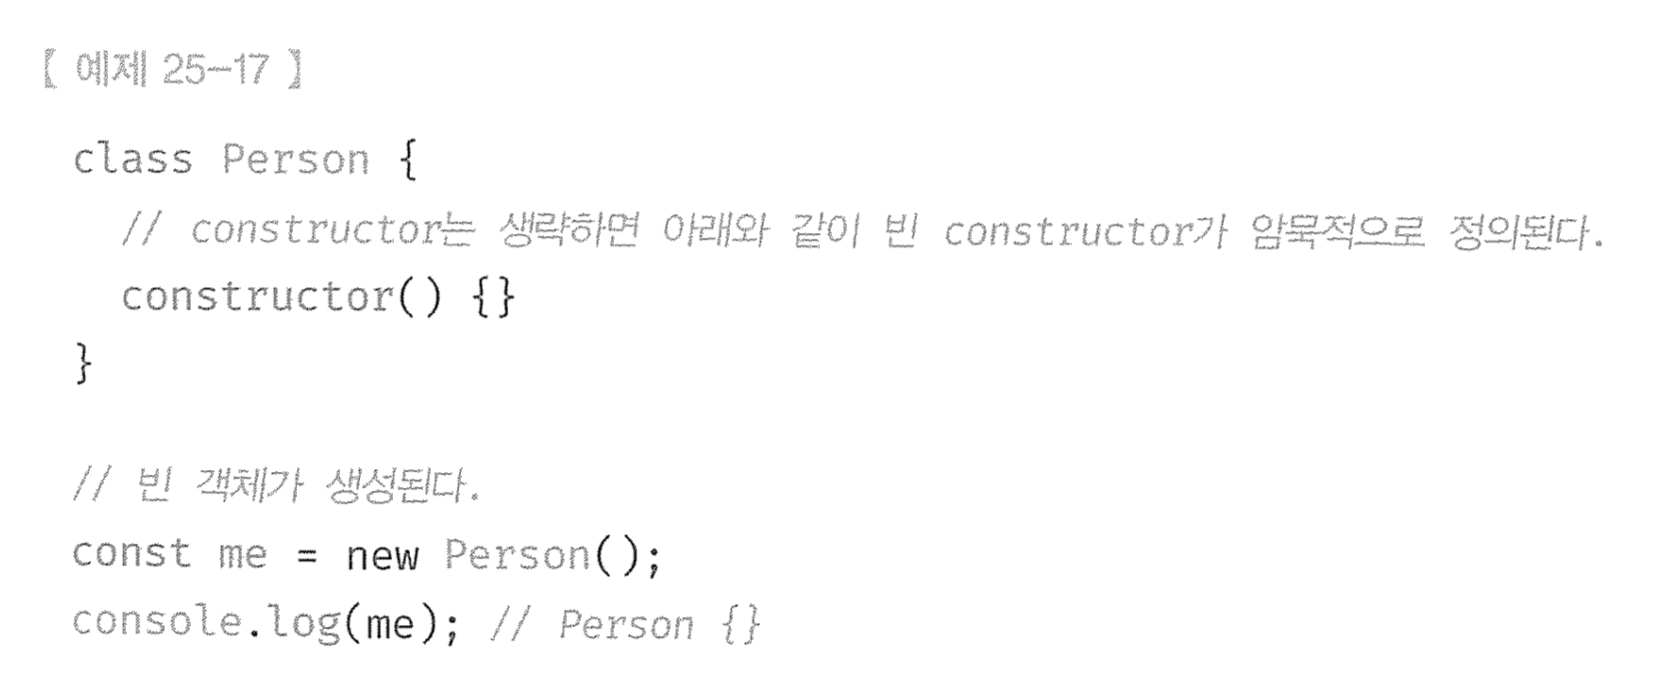 【 예제 25-17 】
class Person {
  // constructor는 생략하면 아래와 같이 빈 constructor가 암묵적으로 정의된다.
  constructor() {}
}
// 빈 객체가 생성된다.
const me = new Person();
console.log(me); // Person {}